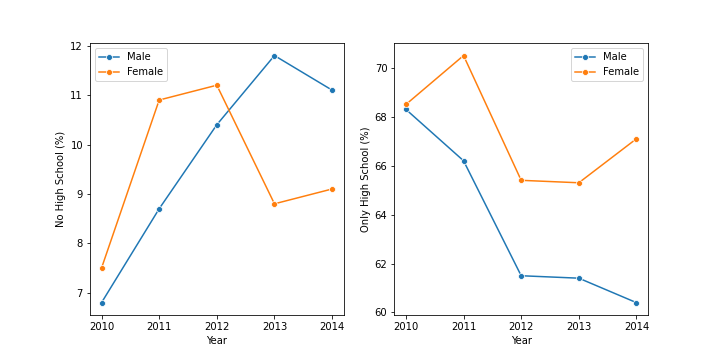 12
11
10
9
8
7
No High School (%)
Male
Female
2010
2011
2012
2013
2014
Year
70
68
66
64
62
60
Only High School (%)
Male
Female
2010
2011
2012
2013
2014
Year